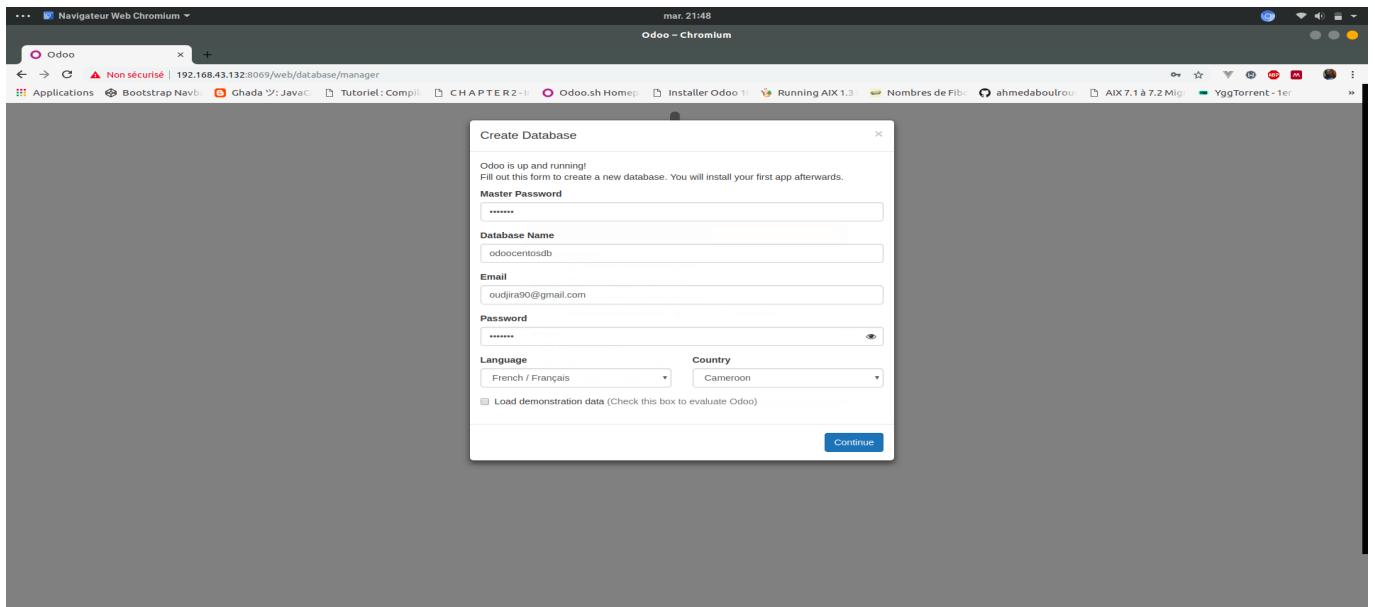 Navigateur Web Chromium
mar. 21:48
Odoo – Chromium
Odoo
Non sécurisé 192.168.43.132:8069/web/database/manager
Applications Bootstrap Navb Ghada ツ: JavaC Tutoriel : Compil C H A P T E R 2 - I Odoo.sh Homep Installer Odoo 1 Running AIX 1.3 Nombres de Fibo ahmedaboulrou AIX 7.1 à 7.2 Mig YggTorrent - 1er »
Create Database ×
Odoo is up and running!
Fill out this form to create a new database. You will install your first app afterwards.
Master Password
•••••••
Database Name
odoocentosdb
Email
oudjira90@gmail.com
Password
•••••••
Language Country
French / Français Cameroon
Load demonstration data (Check this box to evaluate Odoo)
Continue